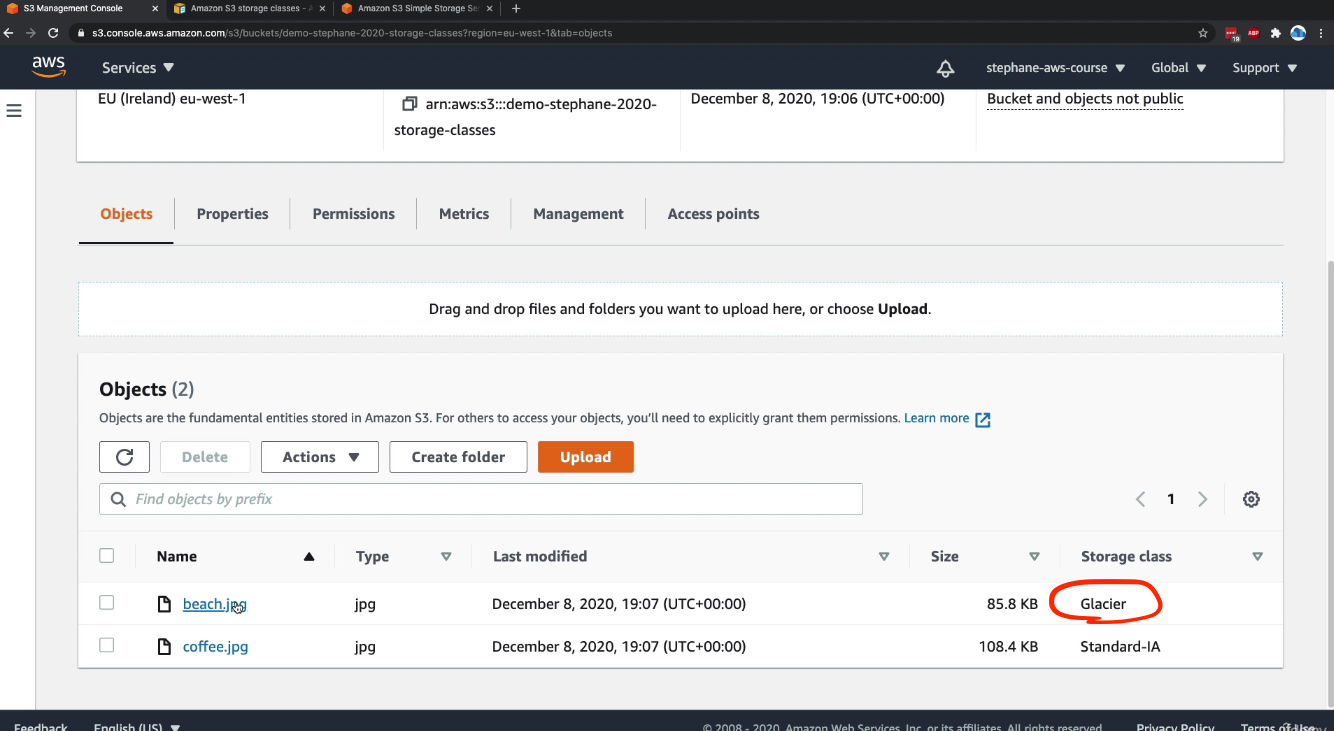 S3 Management Console
Amazon S3 storage classes - A
Amazon S3 Simple Storage Se
s3.console.aws.amazon.com/s3/buckets/demo-stephane-2020-storage-classes?region=eu-west-1&tab=objects
19
ABP
aws
Services
stephane-aws-course
Global
Support
EU (Ireland) eu-west-1
arn:aws:s3:::demo-stephane-2020-
storage-classes
December 8, 2020, 19:06 (UTC+00:00)
Bucket and objects not public
Objects
Properties
Permissions
Metrics
Management
Access points
Drag and drop files and folders you want to upload here, or choose Upload.
Objects (2)
Objects are the fundamental entities stored in Amazon S3. For others to access your objects, you'll need to explicitly grant them permissions. Learn more
Delete
Actions
Create folder
Upload
Find objects by prefix
1
Name Type Last modified Size Storage class
beach.jpg jpg December 8, 2020, 19:07 (UTC+00:00) 85.8 KB Glacier
coffee.jpg jpg December 8, 2020, 19:07 (UTC+00:00) 108.4 KB Standard-IA
Feedback English (US) © 2008 - 2020, Amazon Web Services, Inc. or its affiliates. All rights reserved. Privacy Policy Terms of Use